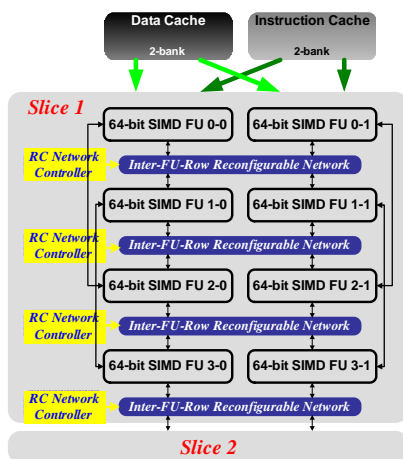 Data Cache
Instruction Cache
2-bank
2-bank
Slice 1
64-bit SIMD FU 0-0
64-bit SIMD FU 0-1
RC Network
Controller
Inter-FU-Row Reconfigurable Network
64-bit SIMD FU 1-0
64-bit SIMD FU 1-1
RC Network
Controller
Inter-FU-Row Reconfigurable Network
64-bit SIMD FU 2-0
64-bit SIMD FU 2-1
RC Network
Controller
Inter-FU-Row Reconfigurable Network
64-bit SIMD FU 3-0
64-bit SIMD FU 3-1
RC Network
Controller
Inter-FU-Row Reconfigurable Network
Slice 2